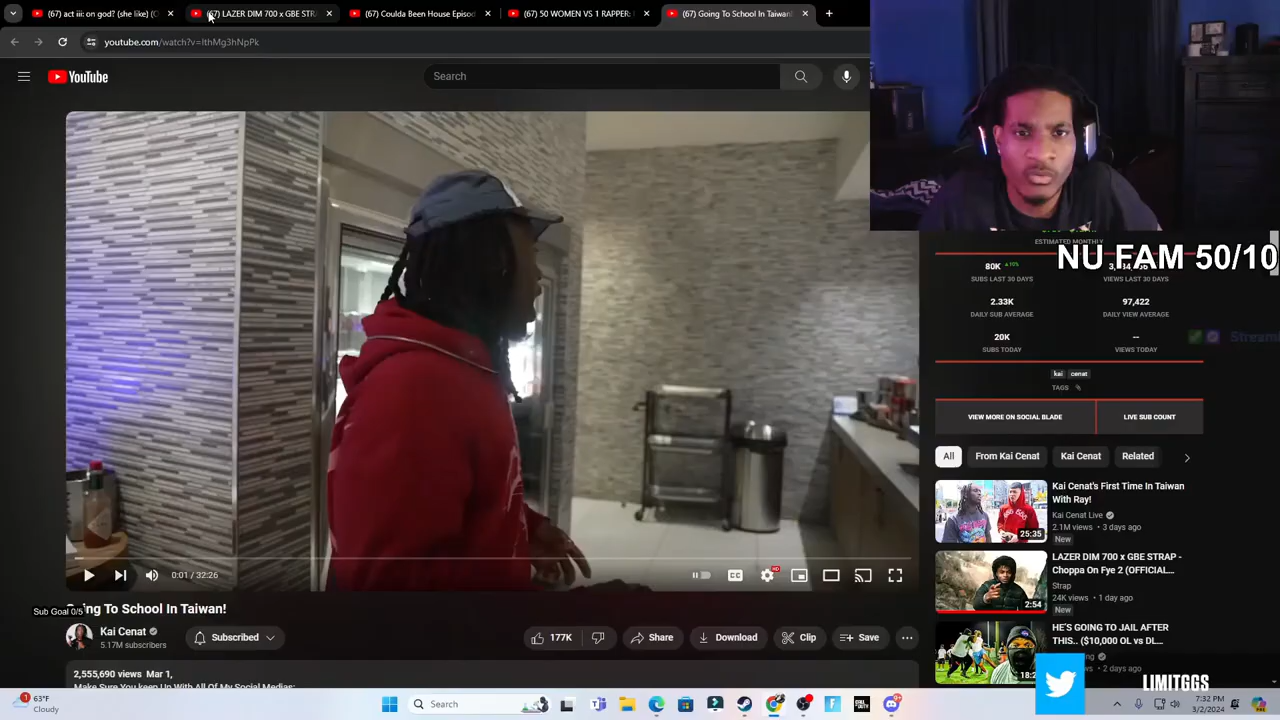 (67) act iii: on god? (she like) (O
(67) LAZER DIM 700 x GBE STRA
(67) Coulda Been House Episod
(67) 50 WOMEN VS 1 RAPPER:
(67) Going To School In Taiwan!
youtube.com/watch?v=IthMg3hNpPk
YouTube
Search
ESTIMATED MONTHLY
NU FAM 50/10
80K
SUBS LAST 30 DAYS
VIEWS LAST 30 DAYS
2.33K
97,422
DAILY SUB AVERAGE
DAILY VIEW AVERAGE
20K
--
SUBS TODAY
VIEWS TODAY
kai cenat
TAGS
VIEW MORE ON SOCIAL BLADE
LIVE SUB COUNT
All
From Kai Cenat
Kai Cenat
Related
Kai Cenat's First Time In Taiwan
With Ray!
Kai Cenat Live
2.1M views • 3 days ago
New
25:35
LAZER DIM 700 x GBE STRAP -
Choppa On Fye 2 (OFFICIAL...
Strap
24K views • 1 day ago
New
2:54
HE'S GOING TO JAIL AFTER
THIS.. ($10,000 OL vs DL...
2 days ago
0:01 / 32:26
CC
HD
Sub Goal 0/5
Going To School In Taiwan!
Kai Cenat
5.17M subscribers
Subscribed
177K
Share
Download
Clip
Save
2,555,690 views Mar 1,
Make Sure You keep Up With All Of My Social Medias:
LIMITGGS
63°F
Cloudy
Search
7:32 PM
3/2/2024